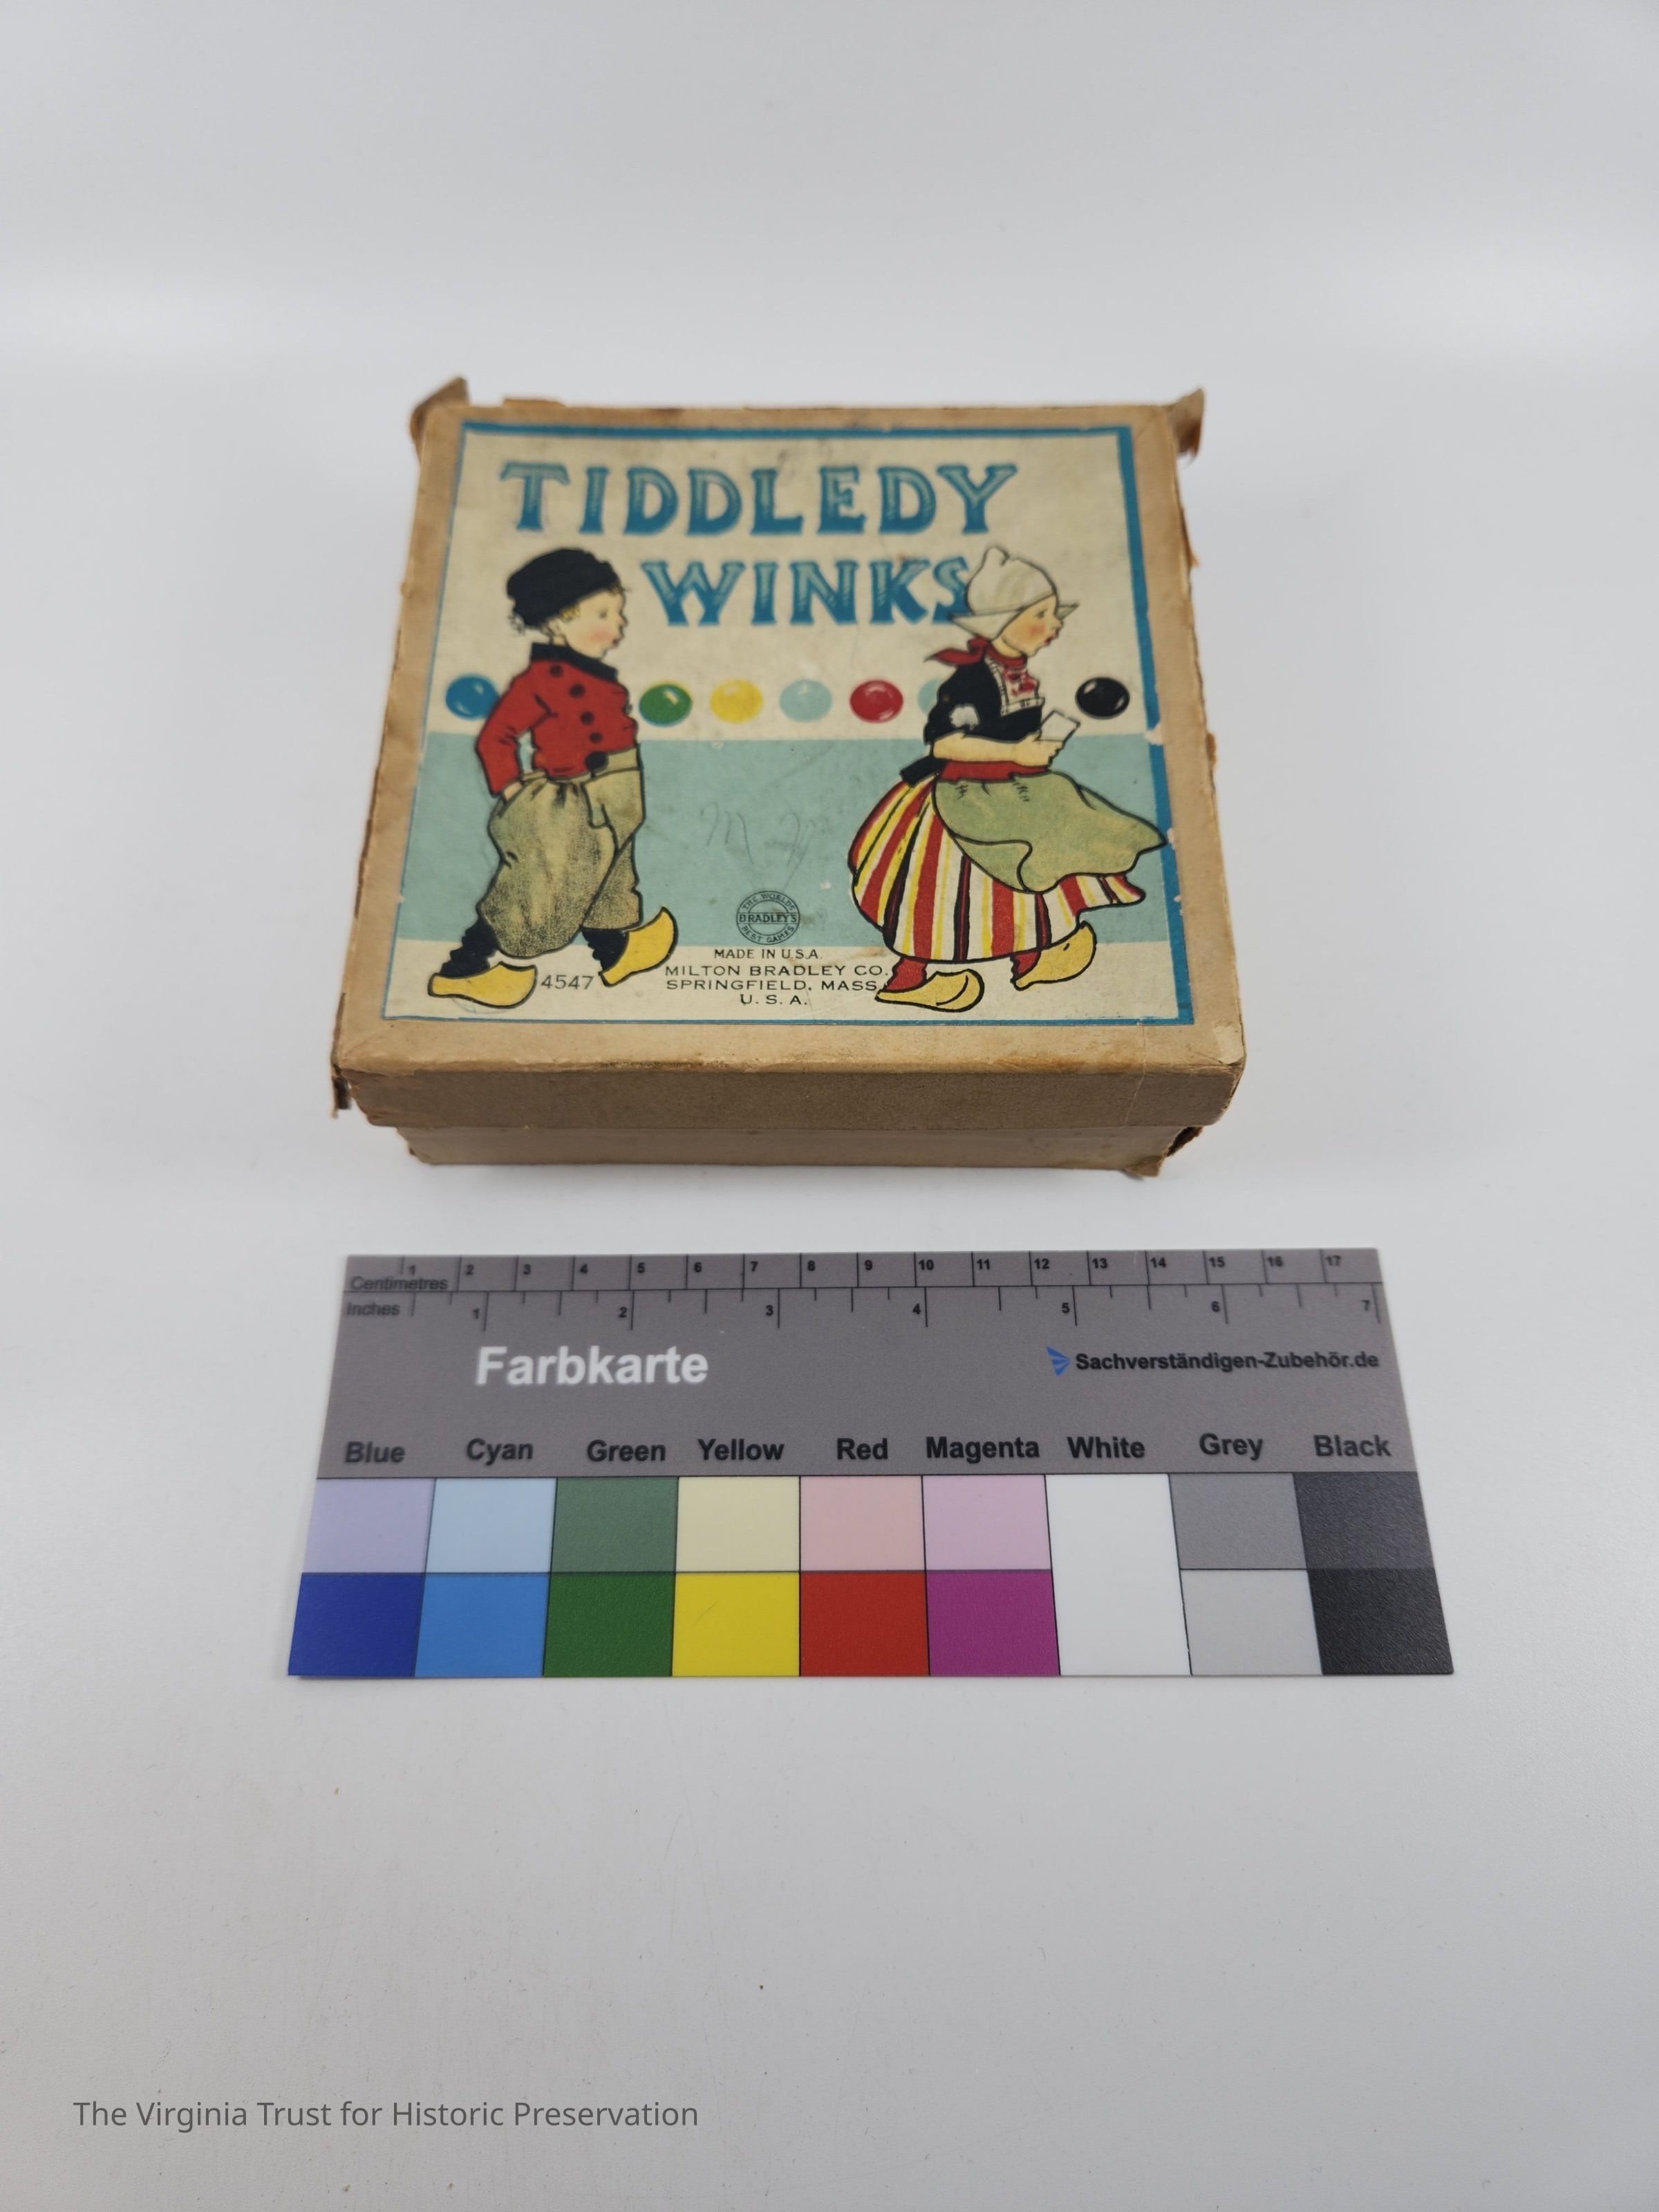 TIDDLEDY
WINKS
THE WORLDS
BRADLEY'S
BEST GAMES
MADE IN U.S.A.
4547
MILTON BRADLEY CO.
SPRINGFIELD, MASS.
U. S. A.
1 2 3 4 5 6 7 8 9 10 11 12 13 14 15 16 17
Centimetres
Inches 1 2 3 4 5 6 7
Farbkarte
Sachverständigen-Zubehör.de
Blue Cyan Green Yellow Red Magenta White Grey Black
The Virginia Trust for Historic Preservation